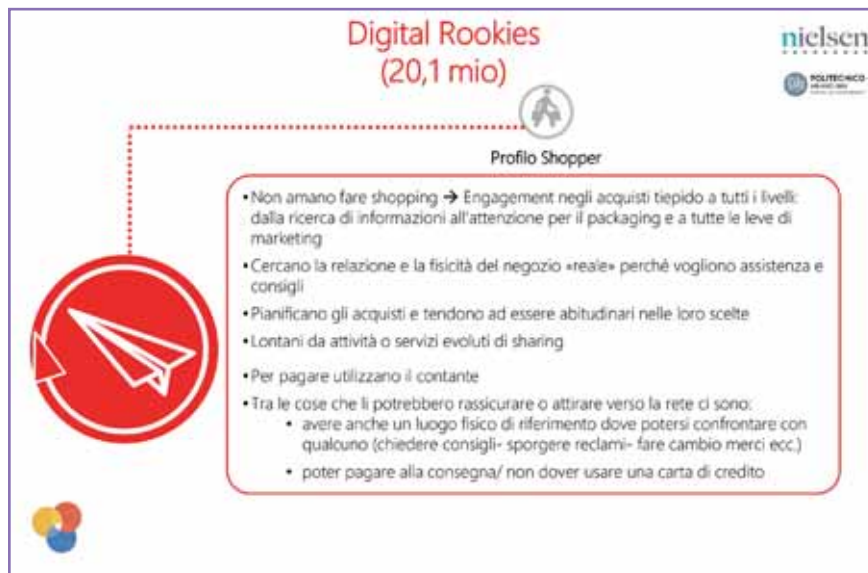 Digital Rookies
(20,1 mio)
nielsen
POLITECNICO
Profilo Shopper
• Non amano fare shopping → Engagement negli acquisti tiepido a tutti i livelli:
dalla ricerca di informazioni all'attenzione per il packaging e a tutte le leve di
marketing
• Cercano la relazione e la fisicità del negozio «reale» perché vogliono assistenza e
consigli
• Pianificano gli acquisti e tendono ad essere abitudinari nelle loro scelte
• Lontani da attività o servizi evoluti di sharing
• Per pagare utilizzano il contante
• Tra le cose che li potrebbero rassicurare o attirare verso la rete ci sono:
• avere anche un luogo fisico di riferimento dove potersi confrontare con
qualcuno (chiedere consigli- sporgere reclami- fare cambio merci ecc.)
• poter pagare alla consegna/ non dover usare una carta di credito